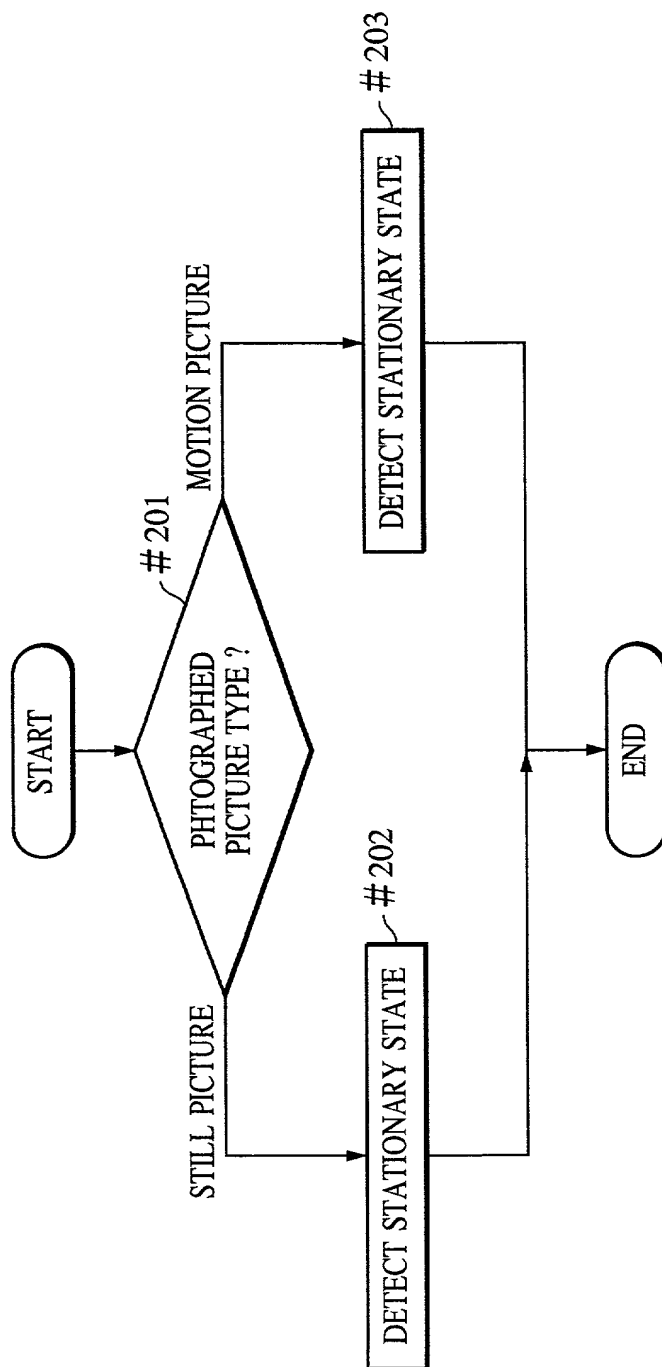 START
#201
PHTOGRAPHED
PICTURE TYPE ?
STILL PICTURE
MOTION PICTURE
#202
DETECT STATIONARY STATE
#203
DETECT STATIONARY STATE
END